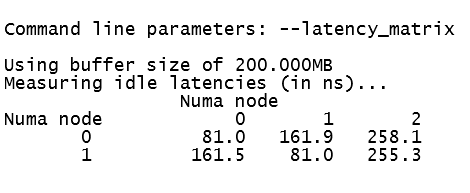 Command line parameters: --latency_matrix
Using buffer size of 200.000MB
Measuring idle latencies (in ns)...
Numa node
Numa node 0 1 2
0 81.0 161.9 258.1
1 161.5 81.0 255.3